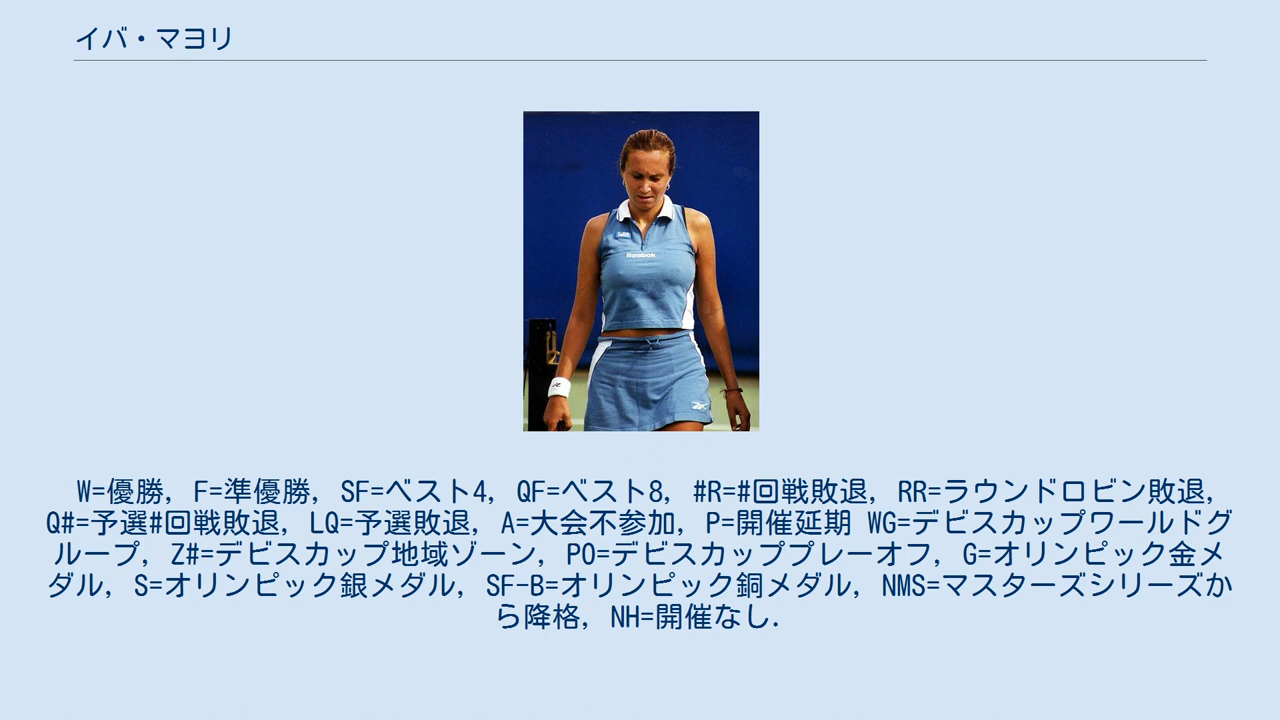 イバ・マヨリ
Reebok
W=優勝, F=準優勝, SF=ベスト4, QF=ベスト8, #R=#回戦敗退, RR=ラウンドロビン敗退,
Q#=予選#回戦敗退, LQ=予選敗退, A=大会不参加, P=開催延期 WG=デビスカップワールドグ
ループ, Z#=デビスカップ地域ゾーン, PO=デビスカッププレーオフ, G=オリンピック金メ
ダル, S=オリンピック銀メダル, SF-B=オリンピック銅メダル, NMS=マスターズシリーズか
ら降格, NH=開催なし.